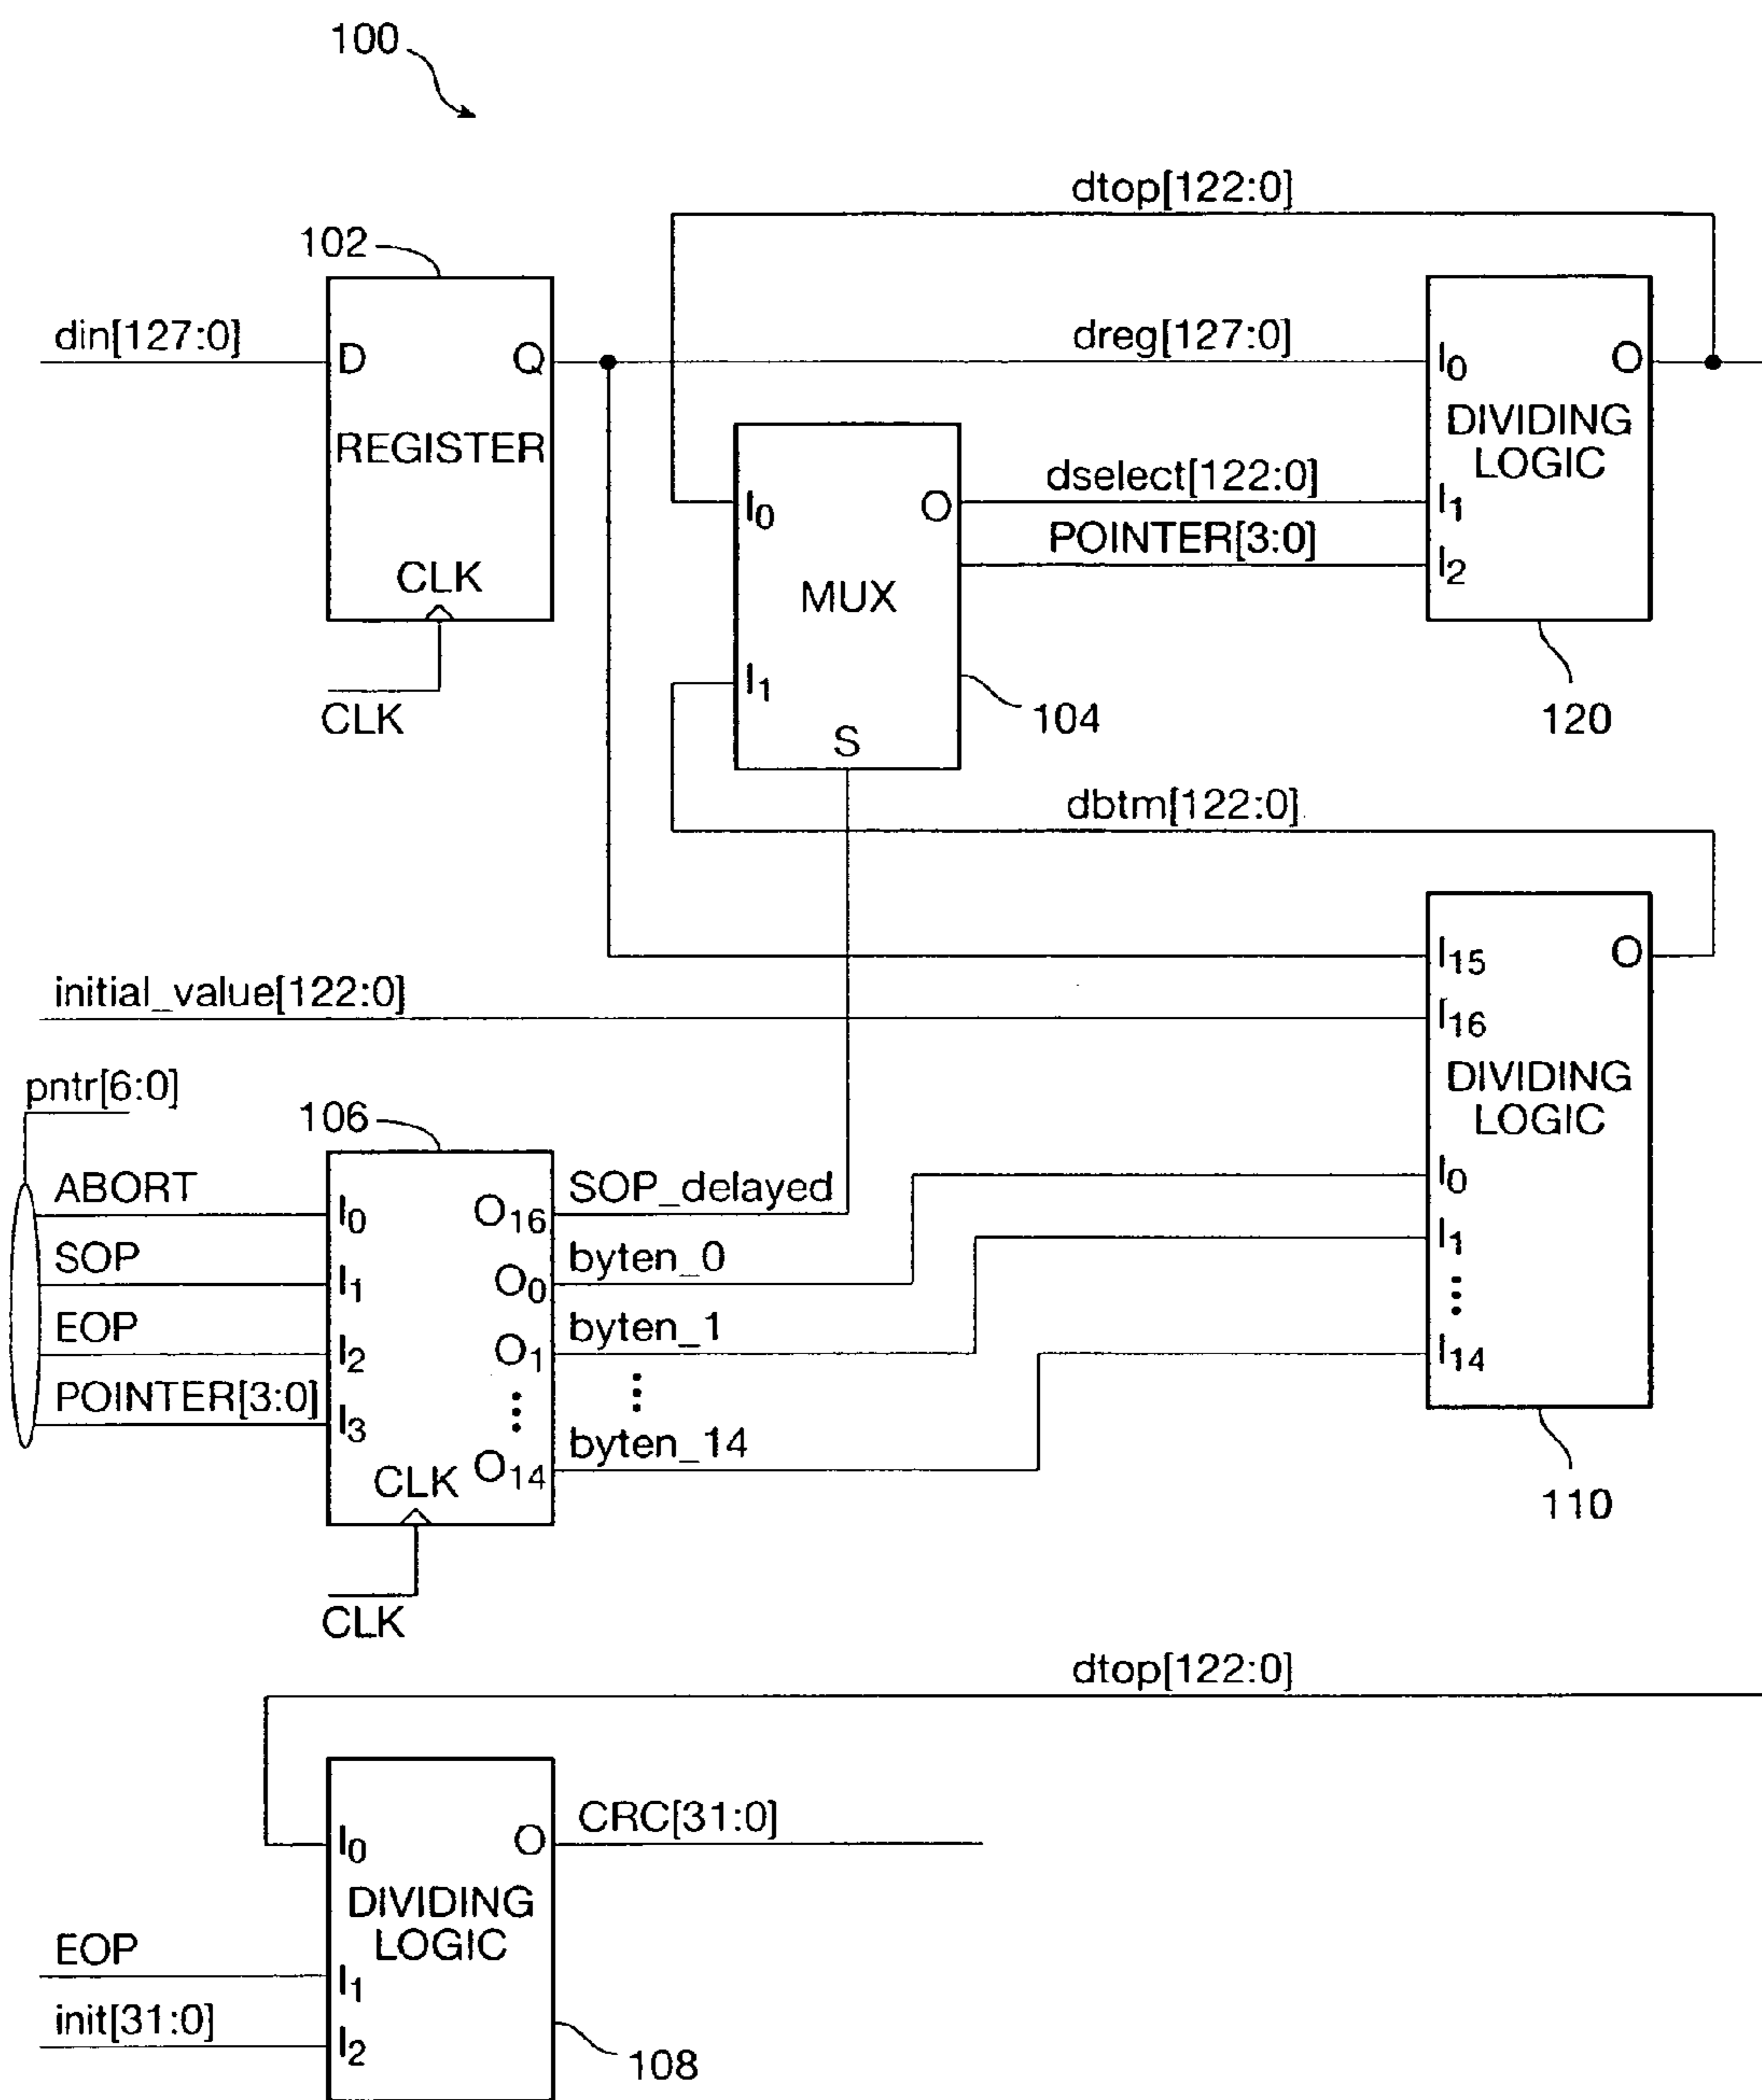 100
dtop[122:0]
102
din[127:0]
D
Q
REGISTER
CLK
CLK
dreg[127:0]
I0
O
DIVIDING
LOGIC
dselect[122:0]
I1
POINTER[3:0]
I2
120
I0
O
MUX
I1
S
104
dbtm[122:0]
I15
O
initial_value[122:0]
I16
DIVIDING
LOGIC
I0
I1
I14
110
pntr[6:0]
106
ABORT
I0
O16
SOP_delayed
SOP
I1
O0
byten_0
EOP
I2
O1
byten_1
POINTER[3:0]
I3
O14
byten_14
CLK
CLK
dtop[122:0]
I0
O
CRC[31:0]
DIVIDING
LOGIC
EOP
I1
init[31:0]
I2
108